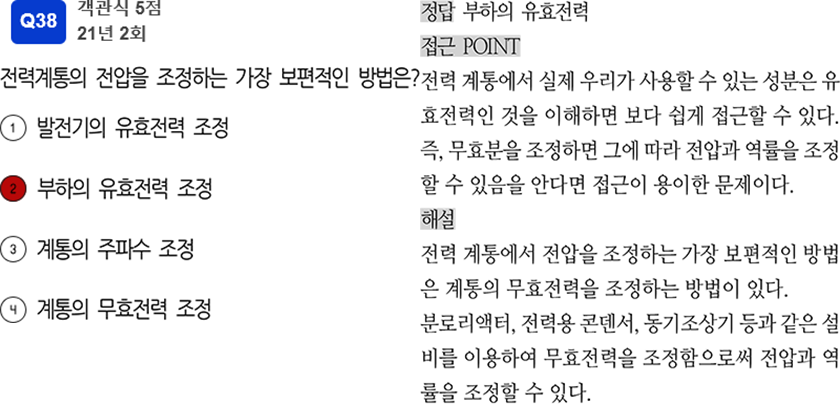 Q38
객관식 5점
21년 2회
전력계통의 전압을 조정하는 가장 보편적인 방법은?
1 발전기의 유효전력 조정
2 부하의 유효전력 조정
3 계통의 주파수 조정
4 계통의 무효전력 조정
정답 부하의 유효전력
접근 POINT
전력 계통에서 실제 우리가 사용할 수 있는 성분은 유
효전력인 것을 이해하면 보다 쉽게 접근할 수 있다.
즉, 무효분을 조정하면 그에 따라 전압과 역률을 조정
할 수 있음을 안다면 접근이 용이한 문제이다.
해설
전력 계통에서 전압을 조정하는 가장 보편적인 방법
은 계통의 무효전력을 조정하는 방법이 있다.
분로리액터, 전력용 콘덴서, 동기조상기 등과 같은 설
비를 이용하여 무효전력을 조정함으로써 전압과 역
률을 조정할 수 있다.